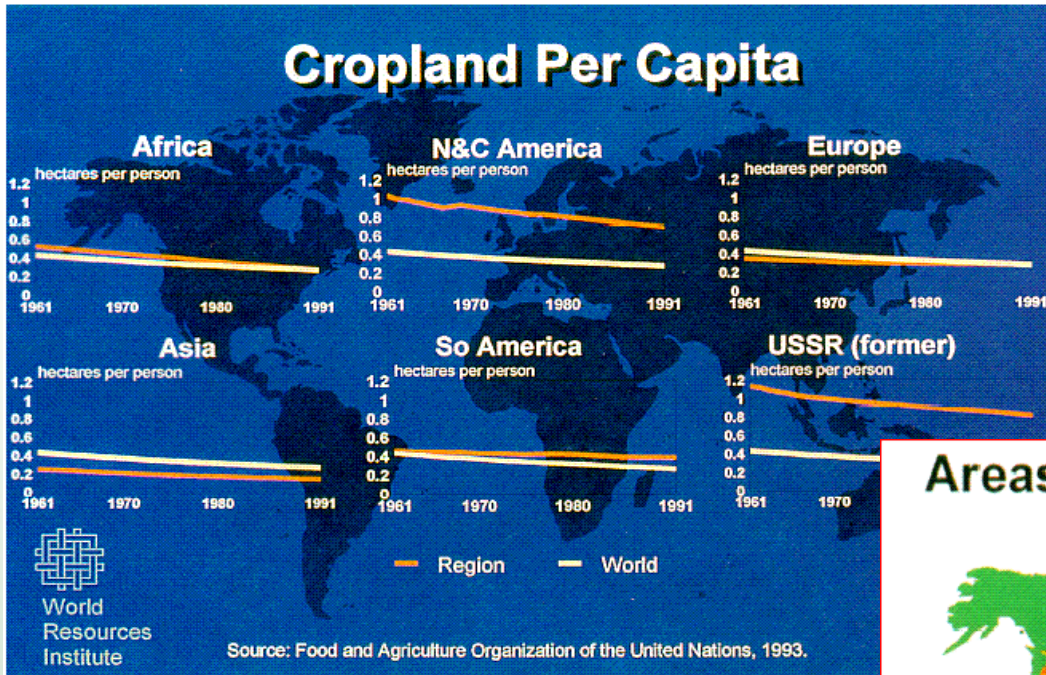 Cropland Per Capita
Africa
hectares per person
1.2
1
0.8
0.6
0.4
0.2
0
1961 1970 1980 1991
N&C America
hectares per person
1.2
1
0.8
0.6
0.4
0.2
0
1961 1970 1980 1991
Europe
hectares per person
1.2
1
0.8
0.6
0.4
0.2
0
1961 1970 1980 1991
Asia
hectares per person
1.2
1
0.8
0.6
0.4
0.2
0
1961 1970 1980 1991
So America
hectares per person
1.2
1
0.8
0.6
0.4
0.2
0
1961 1970 1980 1991
USSR (former)
hectares per person
1.2
1
0.8
0.6
0.4
0.2
0
1961 1970
Areas
Region World
World
Resources
Institute
Source: Food and Agriculture Organization of the United Nations, 1993.